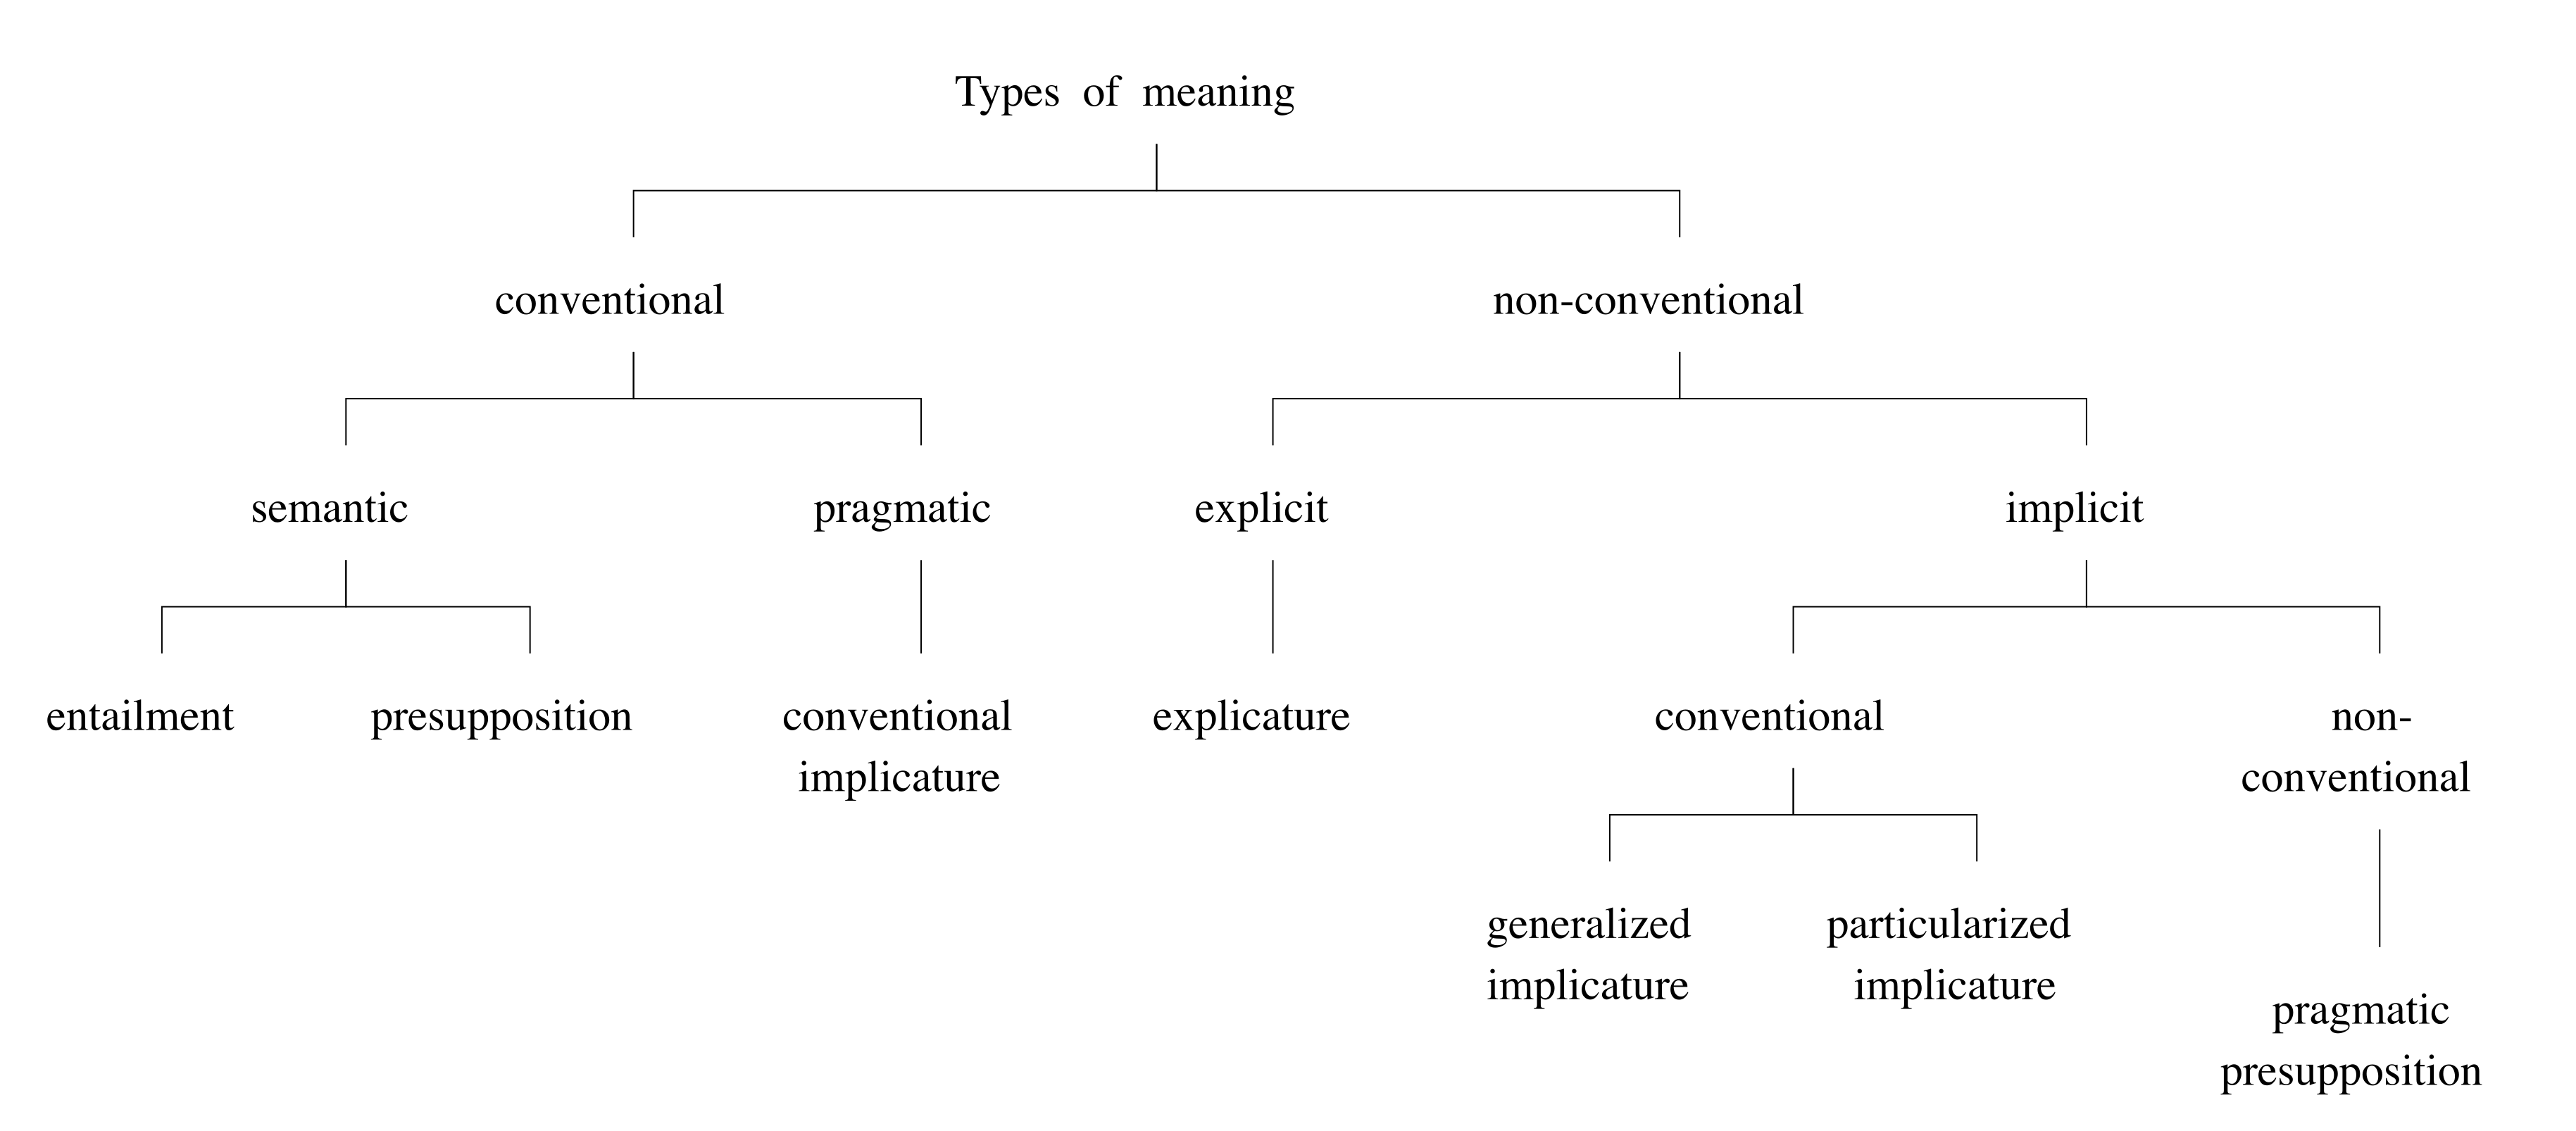 Types of meaning
conventional
non-conventional
semantic
pragmatic
explicit
implicit
entailment
presupposition
conventional
implicature
explicature
conventional
non-
conventional
generalized
implicature
particularized
implicature
pragmatic
presupposition